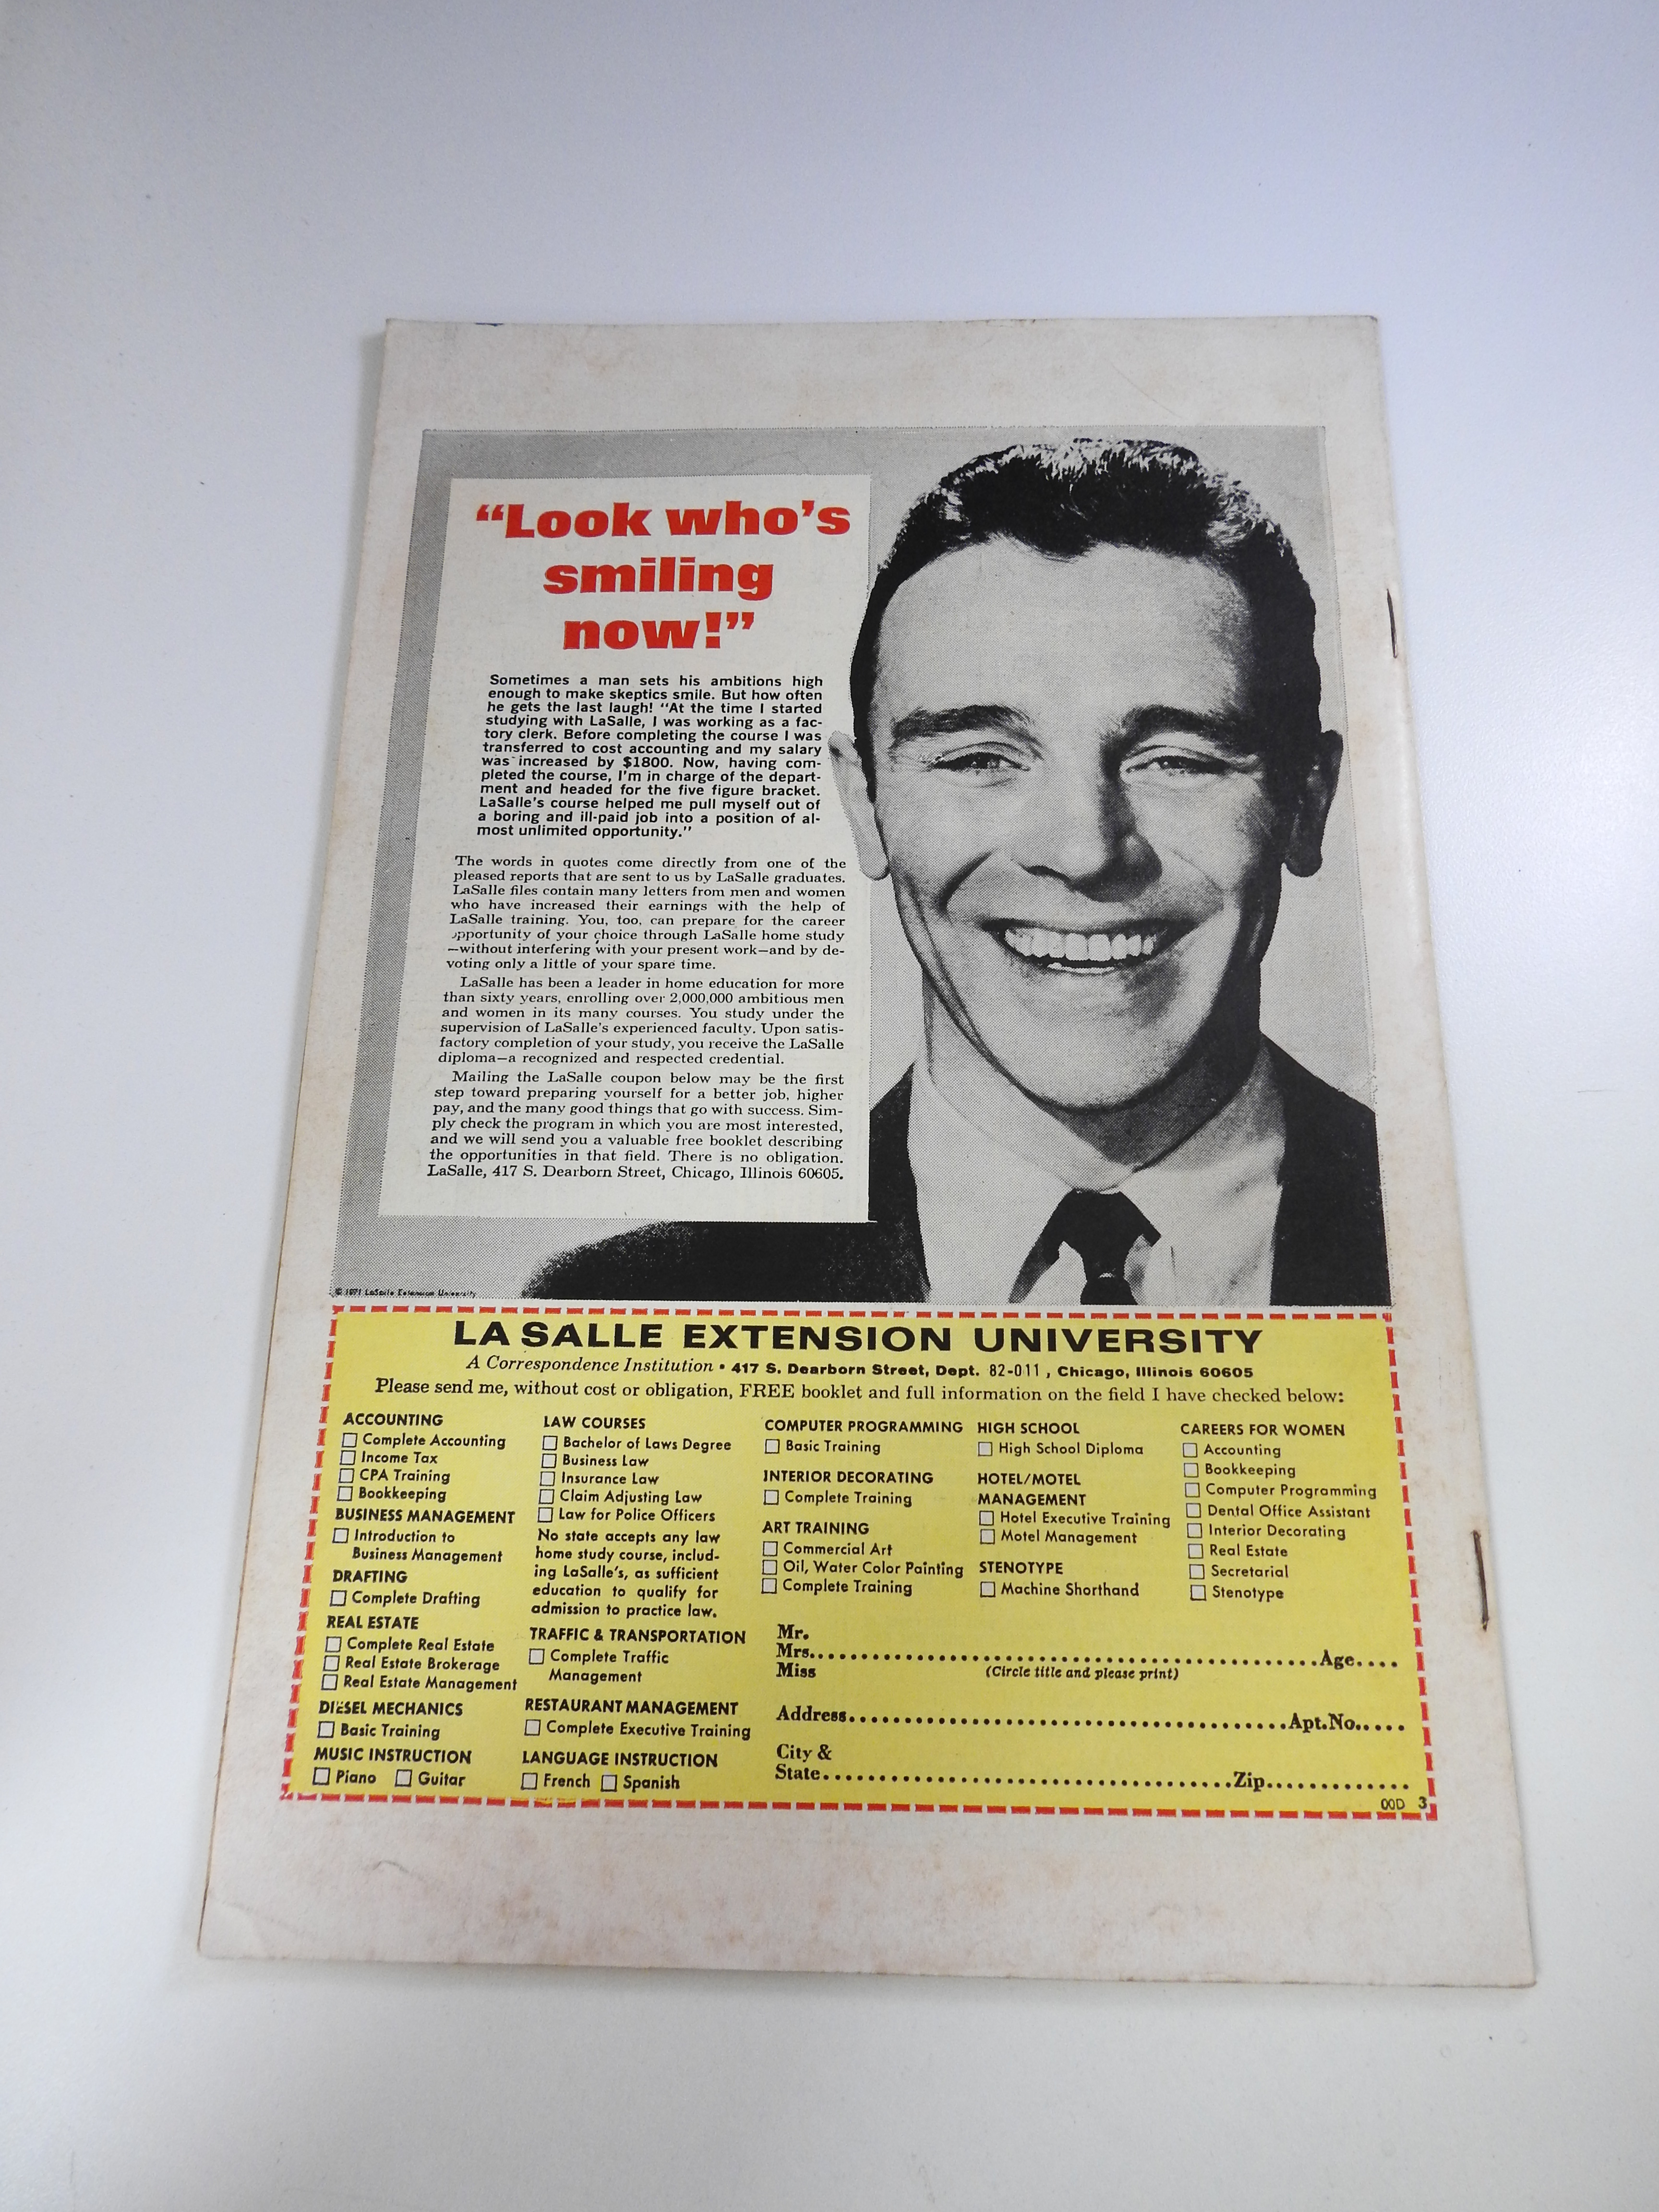 “Look who’s
smiling
now!”
Sometimes a man sets his ambitions high
enough to make skeptics smile. But how often
he gets the last laugh! “At the time I started
studying with LaSalle, I was working as a fac-
tory clerk. Before completing the course I was
transferred to cost accounting and my salary
was increased by $1800. Now, having com-
pleted the course, I’m in charge of the depart-
ment and headed for the five figure bracket.
LaSalle’s course helped me pull myself out of
a boring and ill-paid job into a position of al-
most unlimited opportunity.”
The words in quotes come directly from one of the
pleased reports that are sent to us by LaSalle graduates.
LaSalle files contain many letters from men and women
who have increased their earnings with the help of
LaSalle training. You, too, can prepare for the career
opportunity of your choice through LaSalle home study
—without interfering with your present work—and by de-
voting only a little of your spare time.
LaSalle has been a leader in home education for more
than sixty years, enrolling over 2,000,000 ambitious men
and women in its many courses. You study under the
supervision of LaSalle’s experienced faculty. Upon satis-
factory completion of your study, you receive the LaSalle
diploma—a recognized and respected credential.
Mailing the LaSalle coupon below may be the first
step toward preparing yourself for a better job, higher
pay, and the many good things that go with success. Sim-
ply check the program in which you are most interested,
and we will send you a valuable free booklet describing
the opportunities in that field. There is no obligation.
LaSalle, 417 S. Dearborn Street, Chicago, Illinois 60605.
© 1971 LaSalle Extension University
LA SALLE EXTENSION UNIVERSITY
A Correspondence Institution • 417 S. Dearborn Street, Dept. 82-011, Chicago, Illinois 60605
Please send me, without cost or obligation, FREE booklet and full information on the field I have checked below:
ACCOUNTING
Complete Accounting
Income Tax
CPA Training
Bookkeeping
BUSINESS MANAGEMENT
Introduction to
Business Management
DRAFTING
Complete Drafting
REAL ESTATE
Complete Real Estate
Real Estate Brokerage
Real Estate Management
DIESEL MECHANICS
Basic Training
MUSIC INSTRUCTION
Piano Guitar
LAW COURSES
Bachelor of Laws Degree
Business Law
Insurance Law
Claim Adjusting Law
Law for Police Officers
No state accepts any law
home study course, includ-
ing LaSalle’s, as sufficient
education to qualify for
admission to practice law.
TRAFFIC & TRANSPORTATION
Complete Traffic
Management
RESTAURANT MANAGEMENT
Complete Executive Training
LANGUAGE INSTRUCTION
French Spanish
COMPUTER PROGRAMMING
Basic Training
INTERIOR DECORATING
Complete Training
ART TRAINING
Commercial Art
Oil, Water Color Painting
Complete Training
HIGH SCHOOL
High School Diploma
HOTEL/MOTEL
MANAGEMENT
Hotel Executive Training
Motel Management
STENOTYPE
Machine Shorthand
CAREERS FOR WOMEN
Accounting
Bookkeeping
Computer Programming
Dental Office Assistant
Interior Decorating
Real Estate
Secretarial
Stenotype
Mr.
Mrs. Age
Miss (Circle title and please print)
Address Apt.No.
City &
State Zip
00D 3